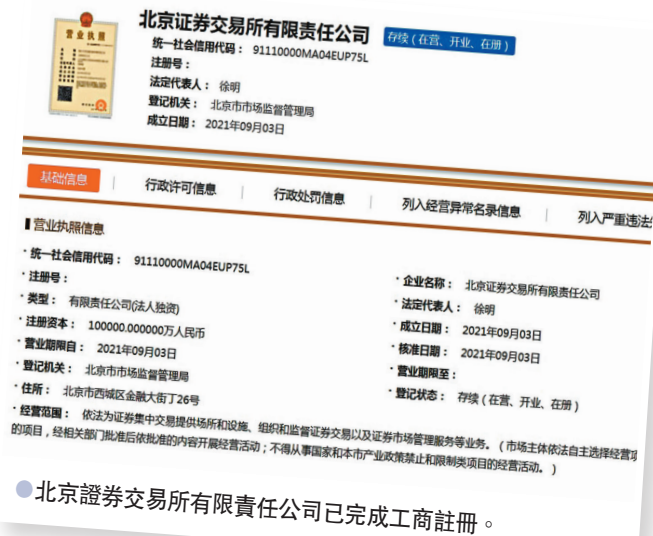 营业执照
北京证券交易所有限责任公司 存续（在营、开业、在册）
统一社会信用代码： 91110000MA04EUP75L
注册号：
法定代表人： 徐明
登记机关： 北京市市场监督管理局
成立日期： 2021年09月03日
基础信息 | 行政许可信息 | 行政处罚信息 | 列入经营异常名录信息 | 列入严重违法
营业执照信息
· 统一社会信用代码： 91110000MA04EUP75L
· 注册号：
· 类型： 有限责任公司(法人独资)
· 注册资本： 100000.000000万人民币
· 营业期限自： 2021年09月03日
· 登记机关： 北京市市场监督管理局
· 住所： 北京市西城区金融大街丁26号
· 企业名称： 北京证券交易所有限责任公司
· 法定代表人： 徐明
· 成立日期： 2021年09月03日
· 核准日期： 2021年09月03日
· 营业期限至：
· 登记状态： 存续（在营、开业、在册）
· 经营范围： 依法为证券集中交易提供场所和设施、组织和监督证券交易以及证券市场管理服务等业务。（市场主体依法自主选择经营
的项目，经相关部门批准后依批准的内容开展经营活动；不得从事国家和本市产业政策禁止和限制类项目的经营活动。）
●北京證券交易所有限責任公司已完成工商註冊。